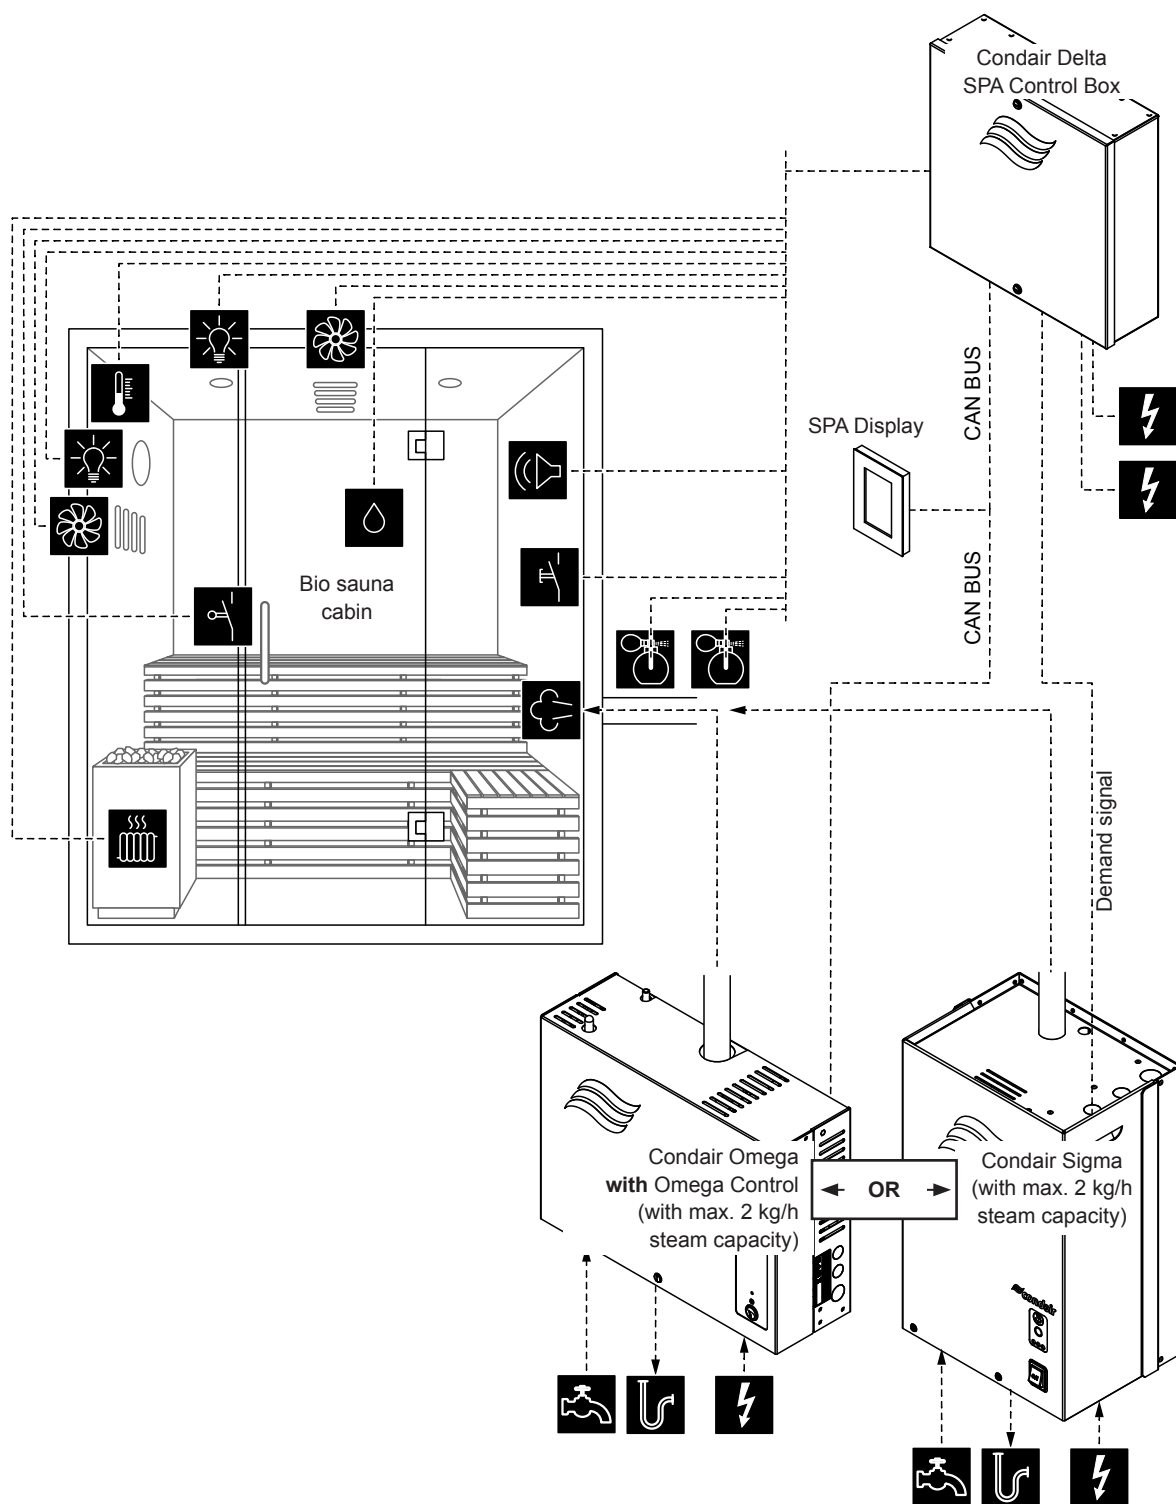 Condair Delta
SPA Control Box
CAN BUS
SPA Display
CAN BUS
Bio sauna
cabin
Demand signal
Condair Omega
with Omega Control
(with max. 2 kg/h
steam capacity)
OR
Condair Sigma
(with max. 2 kg/h
steam capacity)
condair